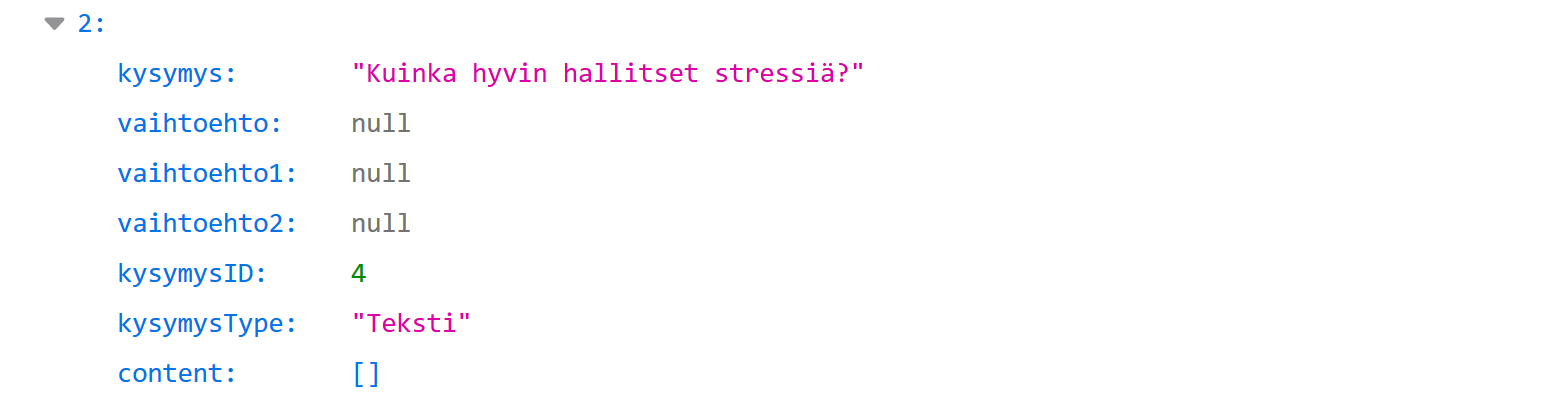 2:
kysymys: "Kuinka hyvin hallitset stressiä?"
vaihtoehto: null
vaihtoehto1: null
vaihtoehto2: null
kysymysID: 4
kysymysType: "Teksti"
content: []